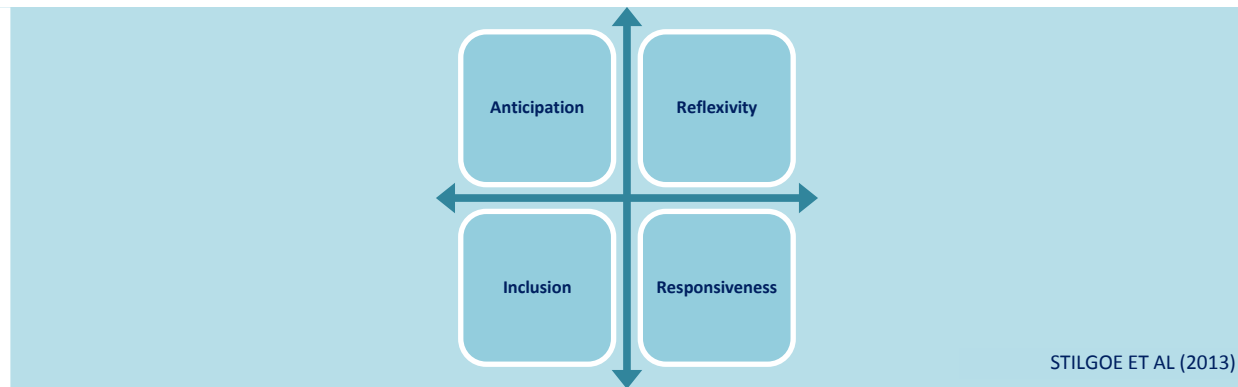 Anticipation
Reflexivity
Inclusion
Responsiveness
STILGOE ET AL (2013)